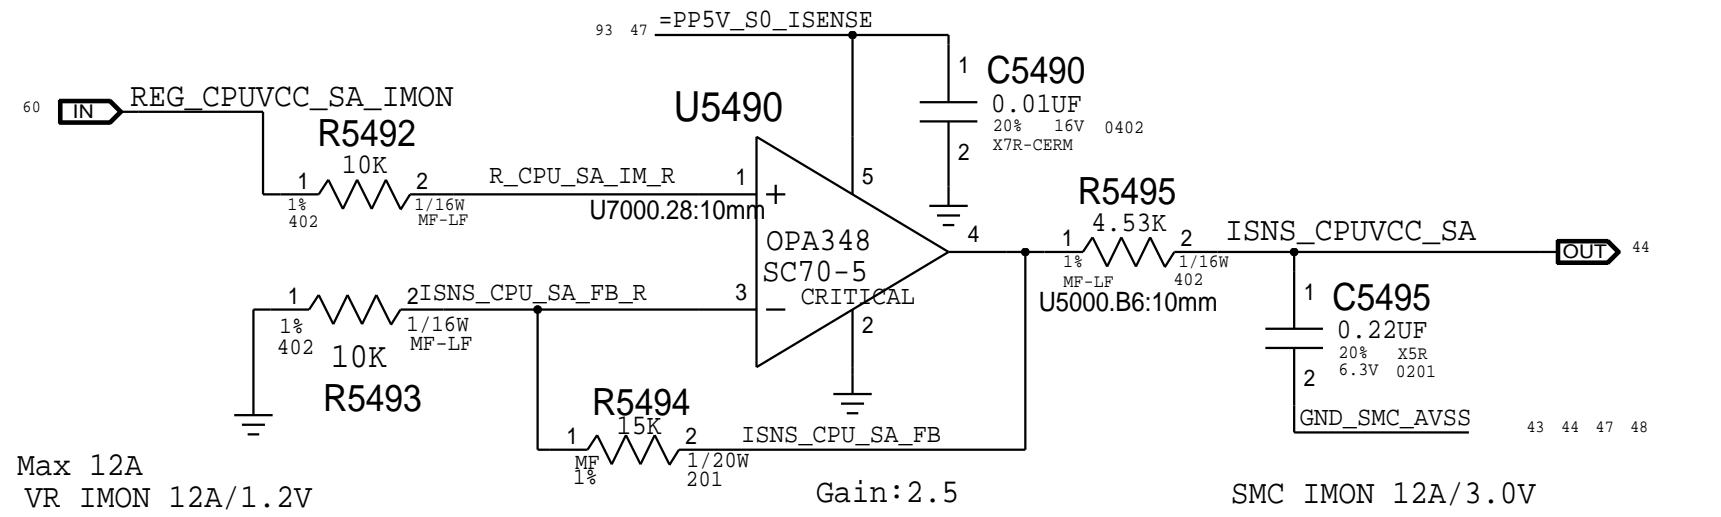 93 47 =PP5V_S0_ISENSE
1 C5490
0.01UF
20% 16V 0402
X7R-CERM
2
60 IN REG_CPUVCC_SA_IMON
R5492
10K
1 2
1% 1/16W
402 MF-LF
R_CPU_SA_IM_R
U7000.28:10mm
U5490
1 +
5
OPA348
SC70-5
CRITICAL
3 −
2
4
R5495
4.53K
1 2
1% 1/16W
MF-LF 402
U5000.B6:10mm
ISNS_CPUVCC_SA
OUT 44
1 C5495
0.22UF
20% X5R
6.3V 0201
2
GND_SMC_AVSS 43 44 47 48
1 2 ISNS_CPU_SA_FB_R
1% 1/16W
402 MF-LF
10K
R5493
R5494
15K
1 2
MF 1/20W
1% 201
ISNS_CPU_SA_FB
Max 12A
VR IMON 12A/1.2V
Gain:2.5
SMC IMON 12A/3.0V